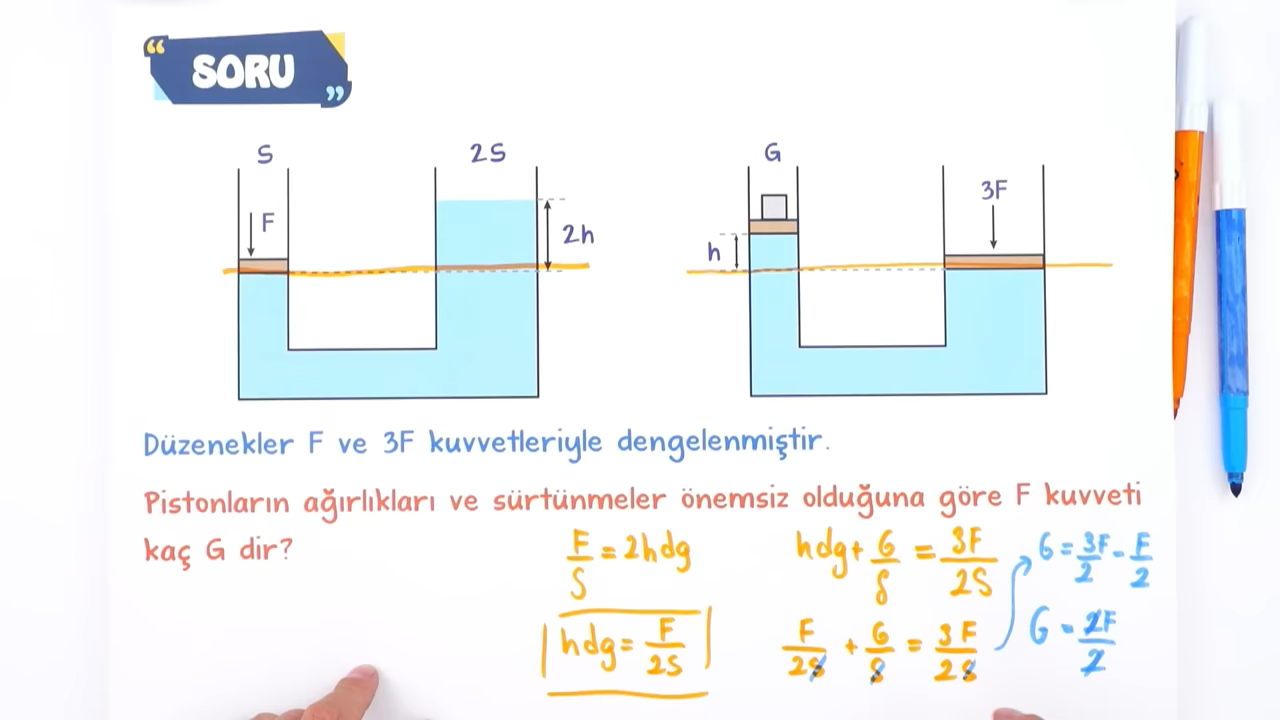 “ SORU ”
S 2S G
F 3F
2h h
Düzenekler F ve 3F kuvvetleriyle dengelenmiştir.
Pistonların ağırlıkları ve sürtünmeler önemsiz olduğuna göre F kuvveti
kaç G dir?
F/S = 2hdg
hdg = F/2S
hdg + G/S = 3F/2S
F/2S + G/S = 3F/2S
G = 3F/2 - F/2
G = 2F/2